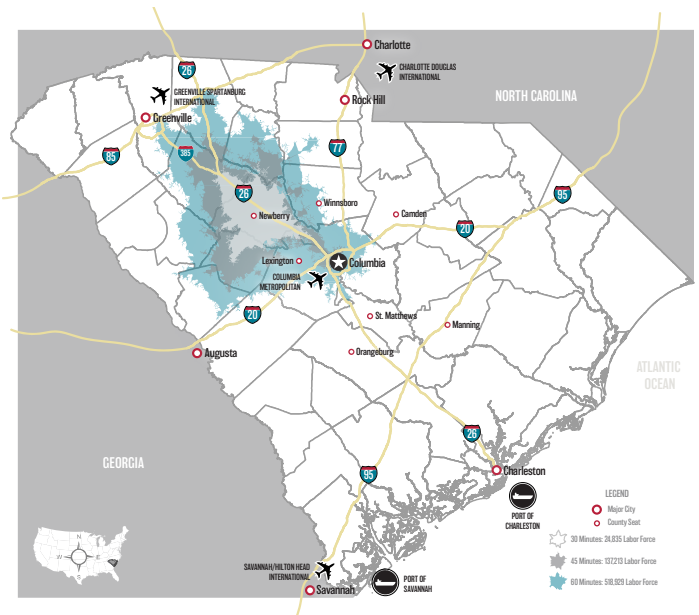 Charlotte
CHARLOTTE DOUGLAS
INTERNATIONAL
26
GREENVILLE SPARTANBURG
INTERNATIONAL
Rock Hill
NORTH CAROLINA
Greenville
85
385
77
26
95
Winnsboro
Newberry
Camden
20
Lexington
Columbia
COLUMBIA
METROPOLITAN
20
St. Matthews
Manning
Augusta
Orangeburg
ATLANTIC
OCEAN
26
GEORGIA
95
Charleston
PORT OF
CHARLESTON
LEGEND
Major City
County Seat
30 Minutes: 24,835 Labor Force
45 Minutes: 137,213 Labor Force
60 Minutes: 518,929 Labor Force
N
W
E
S
SAVANNAH/HILTON HEAD
INTERNATIONAL
Savannah
PORT OF
SAVANNAH